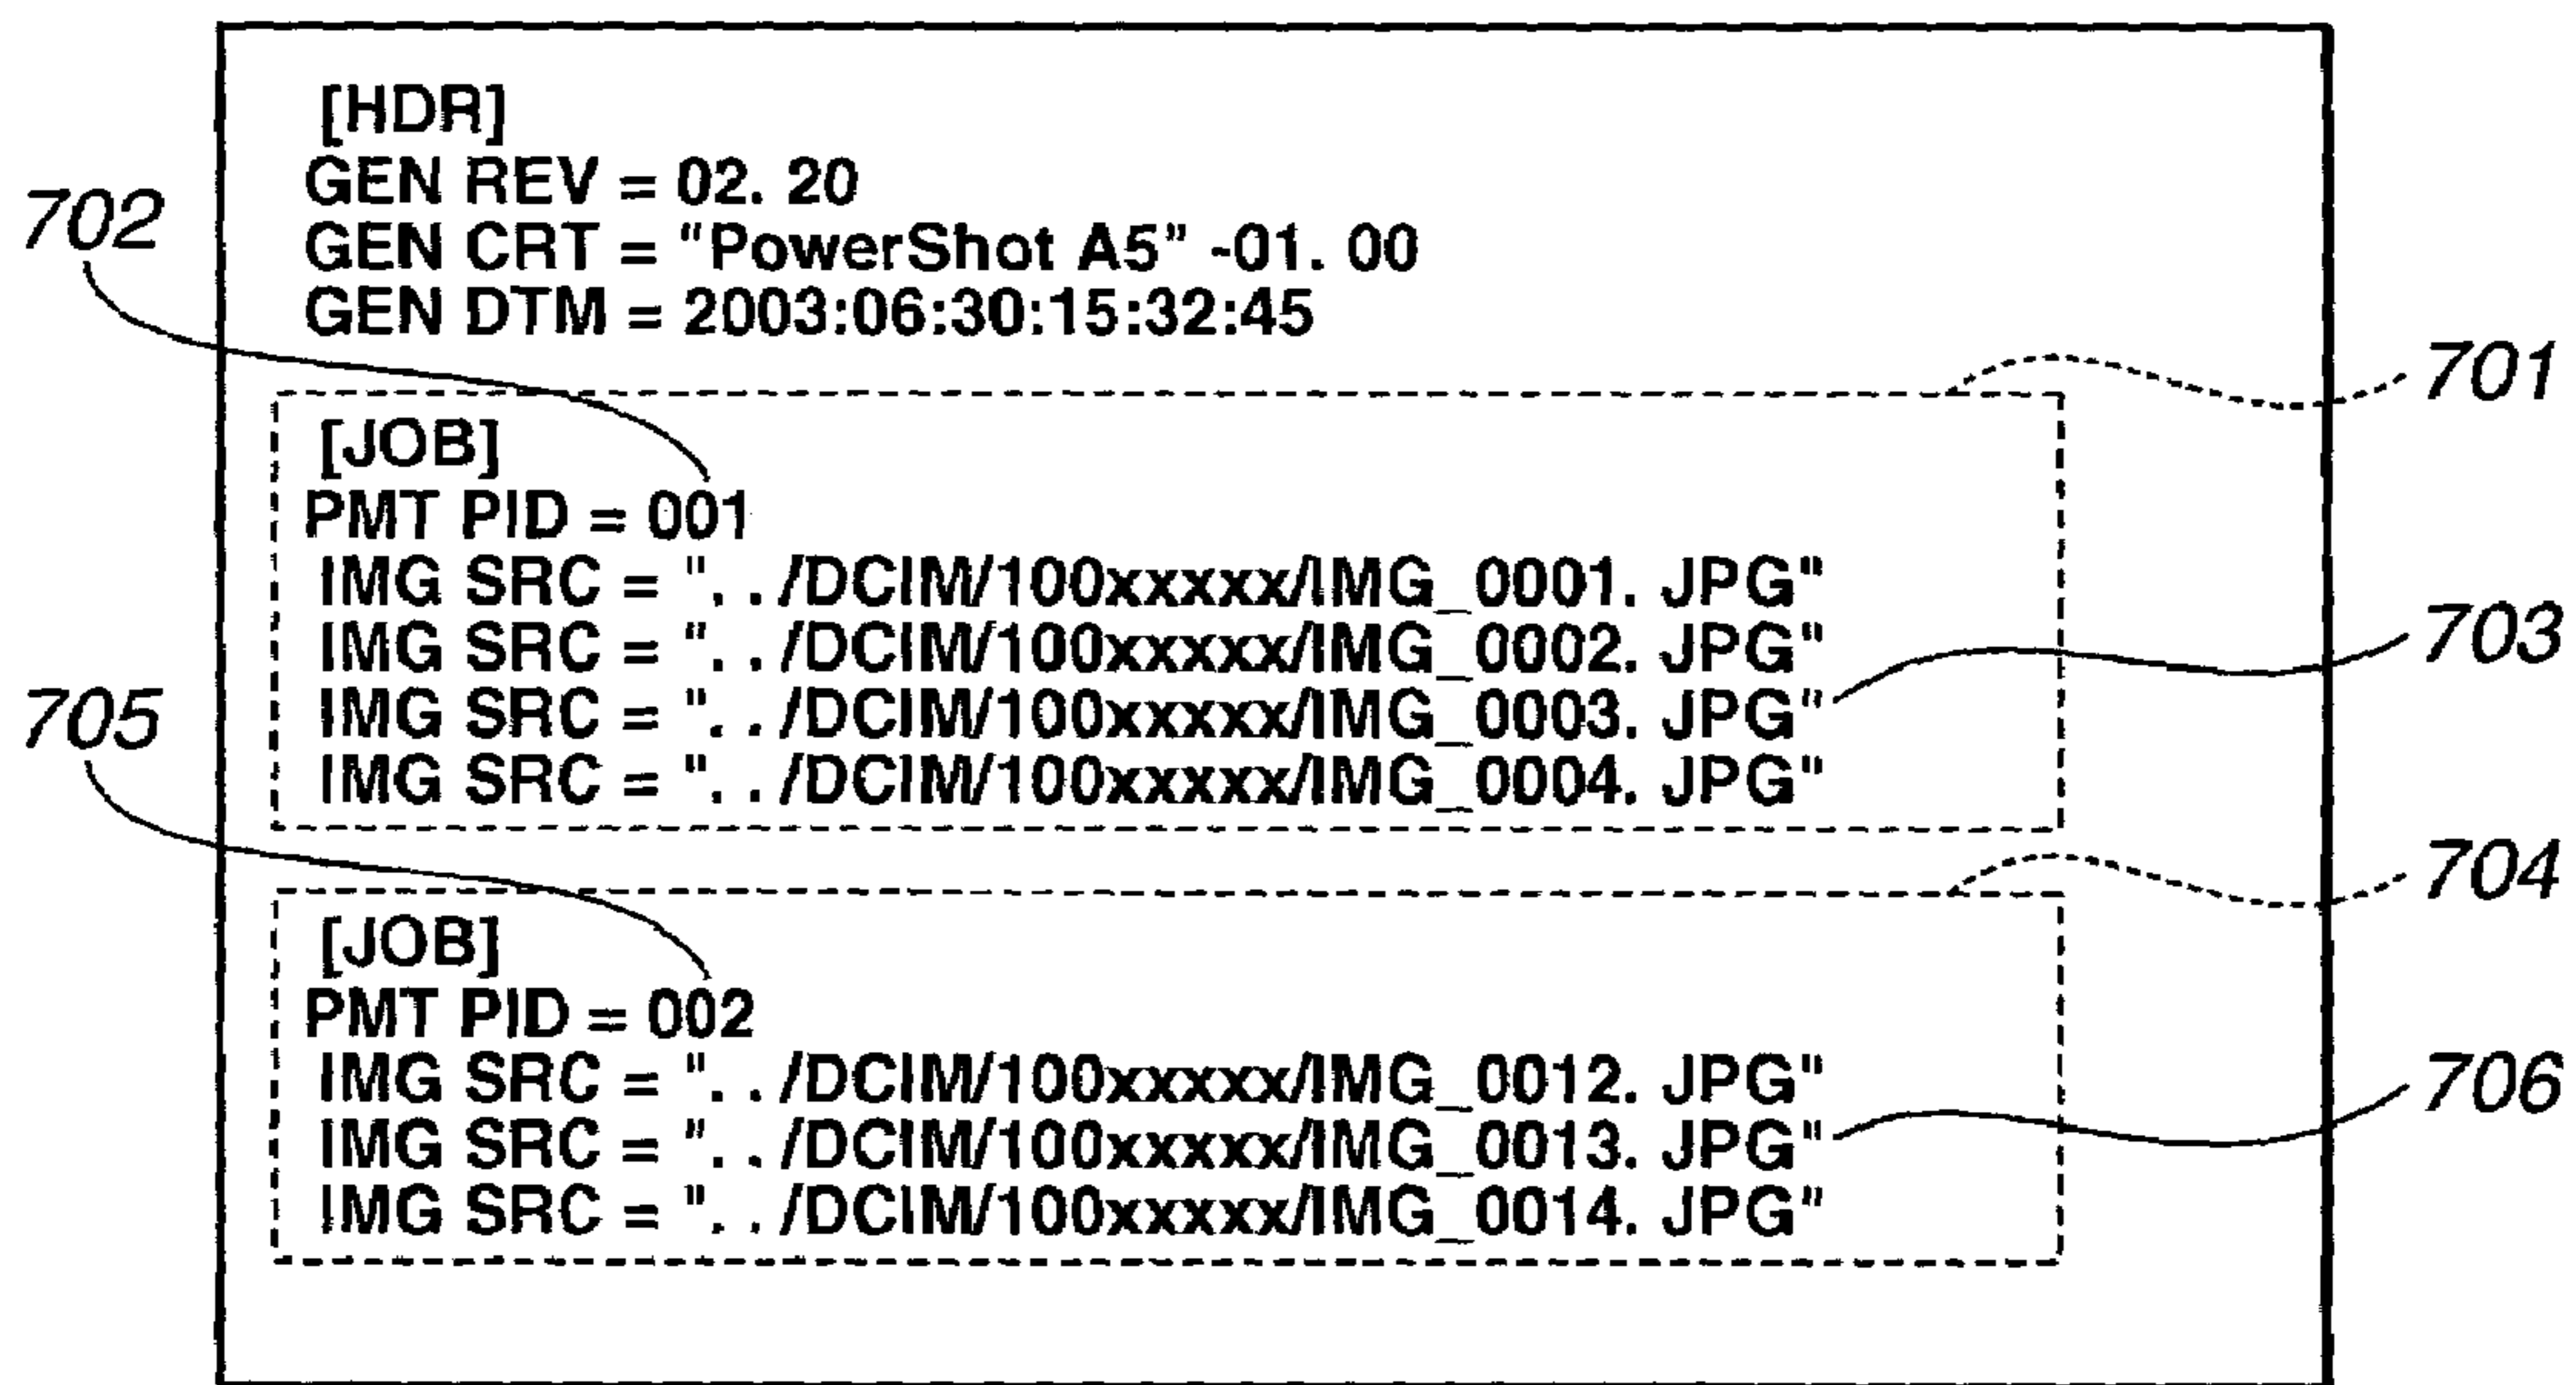 [HDR]
GEN REV = 02. 20
GEN CRT = "PowerShot A5" -01. 00
GEN DTM = 2003:06:30:15:32:45
702
701
[JOB]
PMT PID = 001
IMG SRC = ". . /DCIM/100xxxxx/IMG_0001. JPG"
IMG SRC = ". . /DCIM/100xxxxx/IMG_0002. JPG"
703
IMG SRC = ". . /DCIM/100xxxxx/IMG_0003. JPG"
705
IMG SRC = ". . /DCIM/100xxxxx/IMG_0004. JPG"
704
[JOB]
PMT PID = 002
IMG SRC = ". . /DCIM/100xxxxx/IMG_0012. JPG"
706
IMG SRC = ". . /DCIM/100xxxxx/IMG_0013. JPG"
IMG SRC = ". . /DCIM/100xxxxx/IMG_0014. JPG"